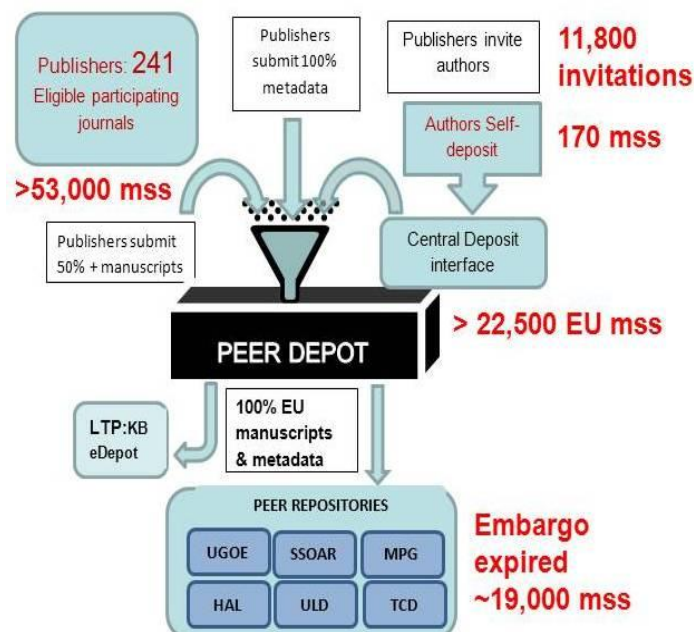 Publishers: 241
Eligible participating
journals
Publishers
submit 100%
metadata
Publishers invite
authors
11,800
invitations
Authors Self-
deposit
170 mss
>53,000 mss
Publishers submit
50% + manuscripts
Central Deposit
interface
> 22,500 EU mss
PEER DEPOT
LTP:KB
eDepot
100% EU
manuscripts
& metadata
PEER REPOSITORIES
UGOE
SSOAR
MPG
HAL
ULD
TCD
Embargo
expired
~19,000 mss